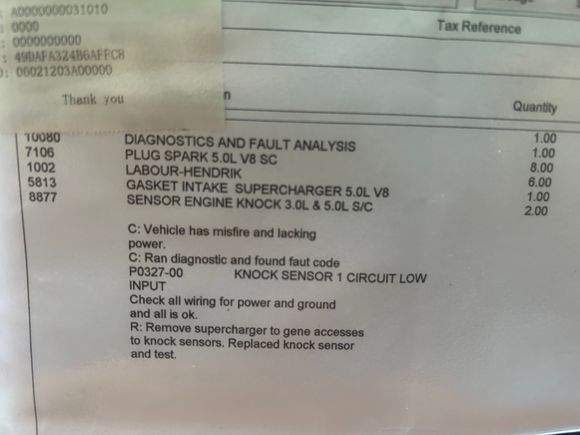 : A0000000031010
: 0000
: 0000000000
: 49DAFA324B6AFFC8
: 06021203A00000
Thank you
Tax Reference
n
Quantity
1.00
10080 DIAGNOSTICS AND FAULT ANALYSIS 1.00
7106 PLUG SPARK 5.0L V8 SC 8.00
1002 LABOUR-HENDRIK 6.00
5813 GASKET INTAKE SUPERCHARGER 5.0L V8 1.00
8877 SENSOR ENGINE KNOCK 3.0L & 5.0L S/C 2.00
C: Vehicle has misfire and lacking
power.
C: Ran diagnostic and found faut code
P0327-00 KNOCK SENSOR 1 CIRCUIT LOW
INPUT
Check all wiring for power and ground
and all is ok.
R: Remove supercharger to gene accesses
to knock sensors. Replaced knock sensor
and test.